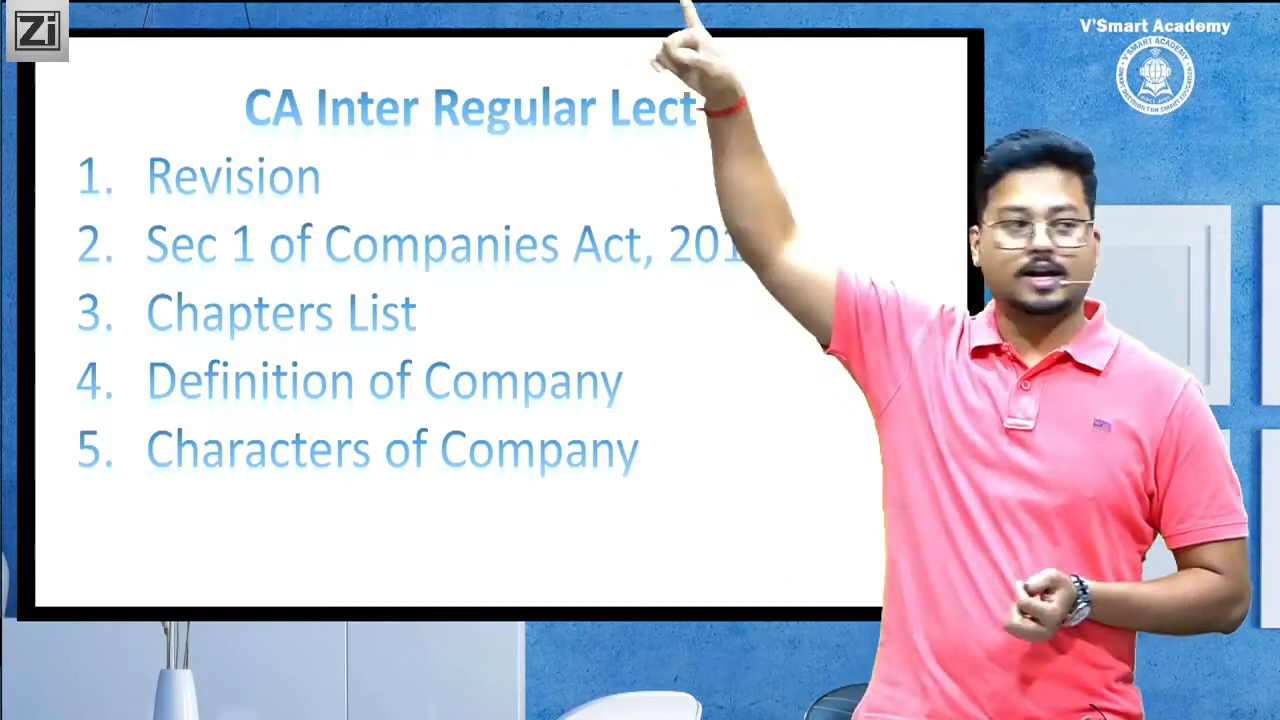 Zi
V'Smart Academy
CA Inter Regular Lect
1. Revision
2. Sec 1 of Companies Act, 201
3. Chapters List
4. Definition of Company
5. Characters of Company